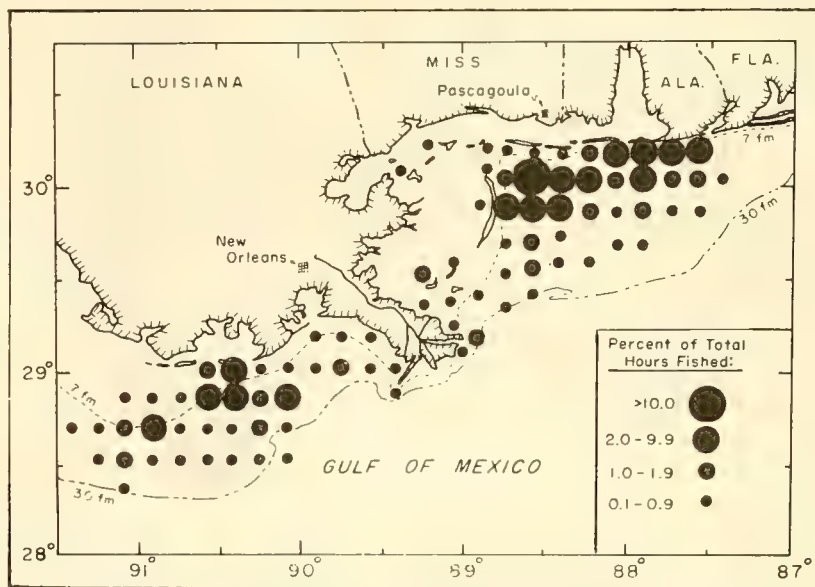 LOUISIANA
MISS
Pascagoula
ALA.
FLA.
7 fm
30 fm
30°
New
Orleans
29°
7 fm
30 fm
GULF OF MEXICO
Percent of Total
Hours Fished:
>10.0
2.0 - 9.9
1.0 - 1.9
0.1 - 0.9
28°
91°
90°
89°
88°
87°